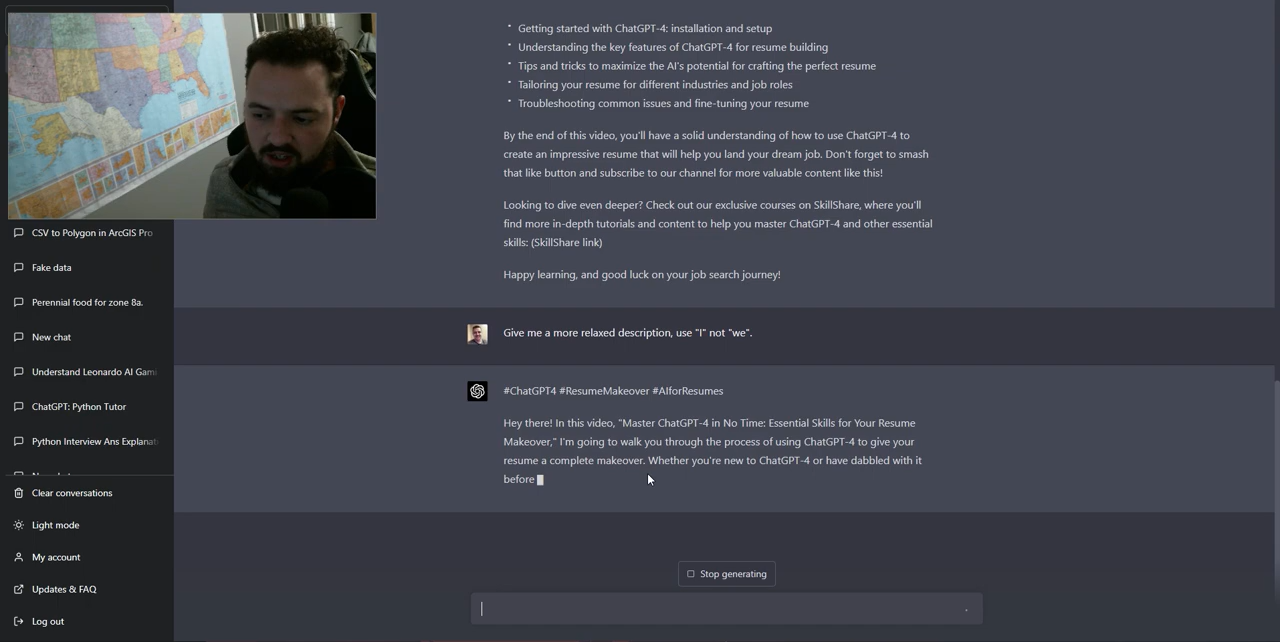 Getting started with ChatGPT-4: installation and setup
Understanding the key features of ChatGPT-4 for resume building
Tips and tricks to maximize the AI's potential for crafting the perfect resume
Tailoring your resume for different industries and job roles
Troubleshooting common issues and fine-tuning your resume
By the end of this video, you'll have a solid understanding of how to use ChatGPT-4 to
create an impressive resume that will help you land your dream job. Don't forget to smash
that like button and subscribe to our channel for more valuable content like this!
Looking to dive even deeper? Check out our exclusive courses on SkillShare, where you'll
find more in-depth tutorials and content to help you master ChatGPT-4 and other essential
skills: (SkillShare link)
Happy learning, and good luck on your job search journey!
Give me a more relaxed description, use "I" not "we".
#ChatGPT4 #ResumeMakeover #AIforResumes
Hey there! In this video, "Master ChatGPT-4 in No Time: Essential Skills for Your Resume
Makeover," I'm going to walk you through the process of using ChatGPT-4 to give your
resume a complete makeover. Whether you're new to ChatGPT-4 or have dabbled with it
before
Stop generating
CSV to Polygon in ArcGIS Pro
Fake data
Perennial food for zone 8a.
New chat
Understand Leonardo AI Gami
ChatGPT: Python Tutor
Python Interview Ans Explanat
Clear conversations
Light mode
My account
Updates & FAQ
Log out